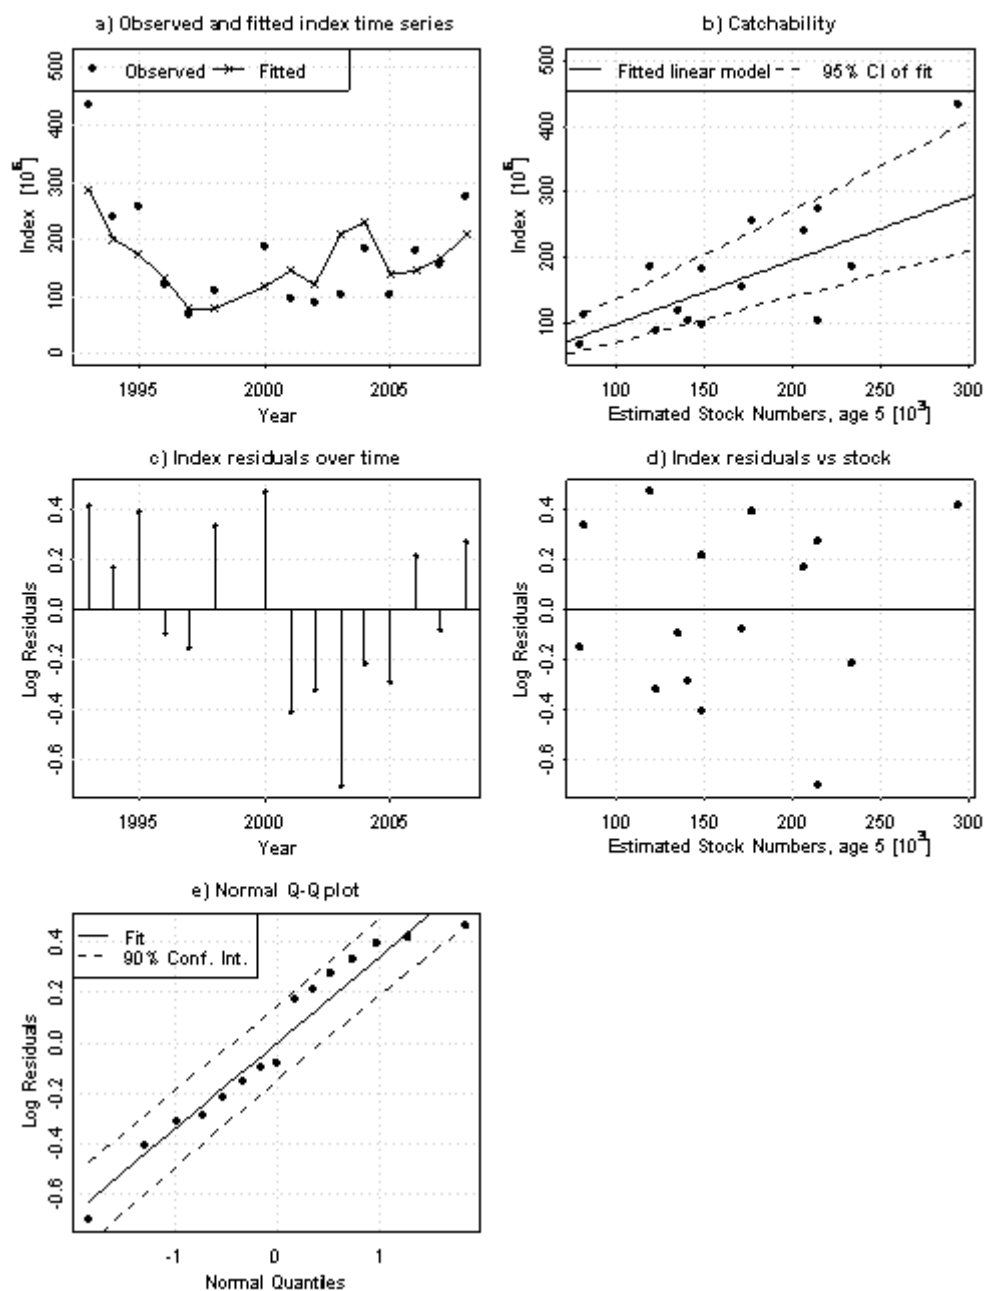 a) Observed and fitted index time series
Observed
Fitted
Index [10^6]
0 100 200 300 400 500
1995 2000 2005
Year
b) Catchability
Fitted linear model
95% CI of fit
Index [10^6]
100 200 300 400 500
100 150 200 250 300
Estimated Stock Numbers, age 5 [10^3]
c) Index residuals over time
Log Residuals
-0.6 -0.4 -0.2 0.0 0.2 0.4
1995 2000 2005
Year
d) Index residuals vs stock
Log Residuals
-0.6 -0.4 -0.2 0.0 0.2 0.4
100 150 200 250 300
Estimated Stock Numbers, age 5 [10^3]
e) Normal Q-Q plot
Fit
90% Conf. Int.
Log Residuals
-0.6 -0.4 -0.2 0.0 0.2 0.4
-1 0 1
Normal Quantiles